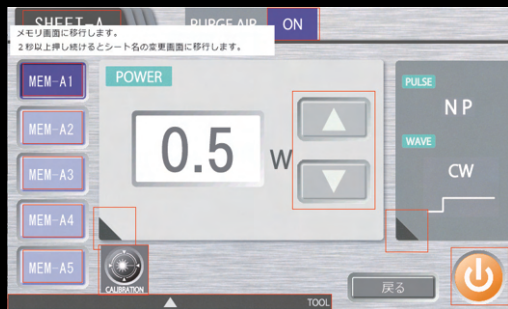 SHEET-A
PURGE AIR
ON
メモリ画面に移行します。
2秒以上押し続けるとシート名の変更画面に移行します。
MEM-A1
POWER
PULSE
MEM-A2
NP
0.5
W
WAVE
MEM-A3
CW
MEM-A4
MEM-A5
CALIBRATION
戻る
TOOL